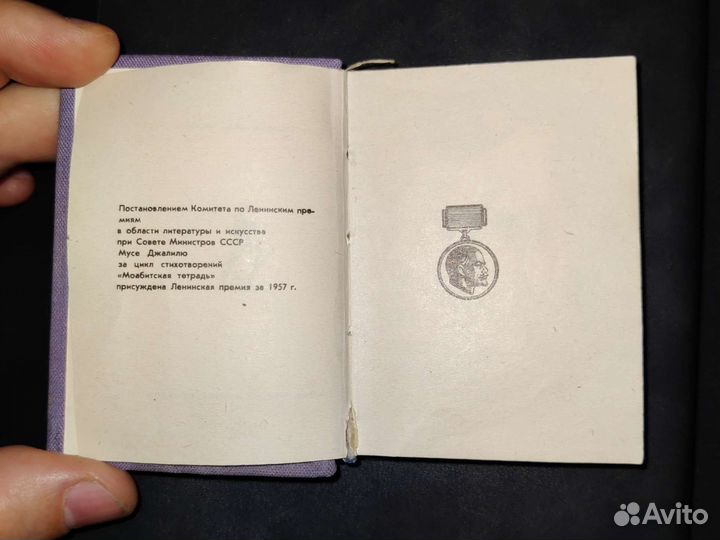 Постановлением Комитета по Ленинским пре-
миям
в области литературы и искусства
при Совете Министров СССР
Мусе Джалилю
за цикл стихотворений
«Моабитская тетрадь»
присуждена Ленинская премия за 1957 г.
Avito